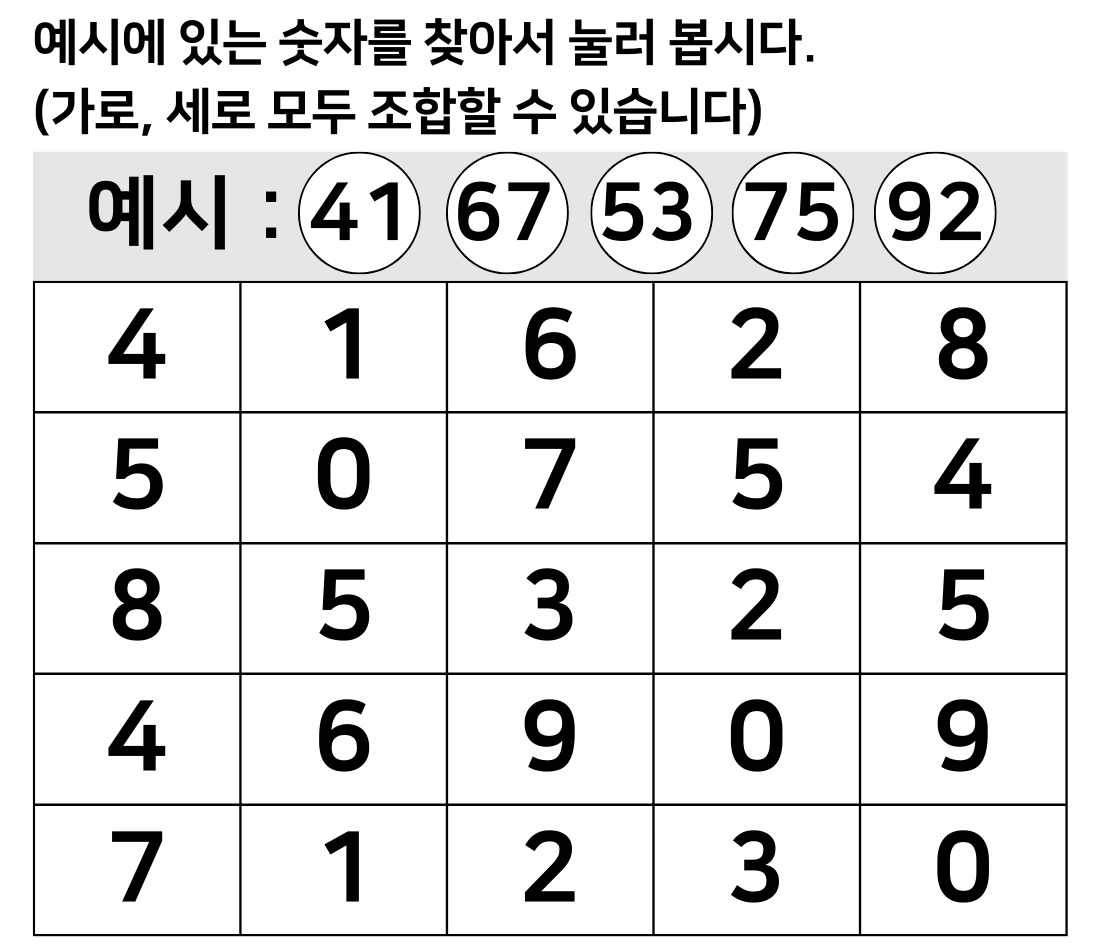 예시에 있는 숫자를 찾아서 눌러 봅시다.
(가로, 세로 모두 조합할 수 있습니다)
예시 : 41 67 53 75 92
4 1 6 2 8
5 0 7 5 4
8 5 3 2 5
4 6 9 0 9
7 1 2 3 0